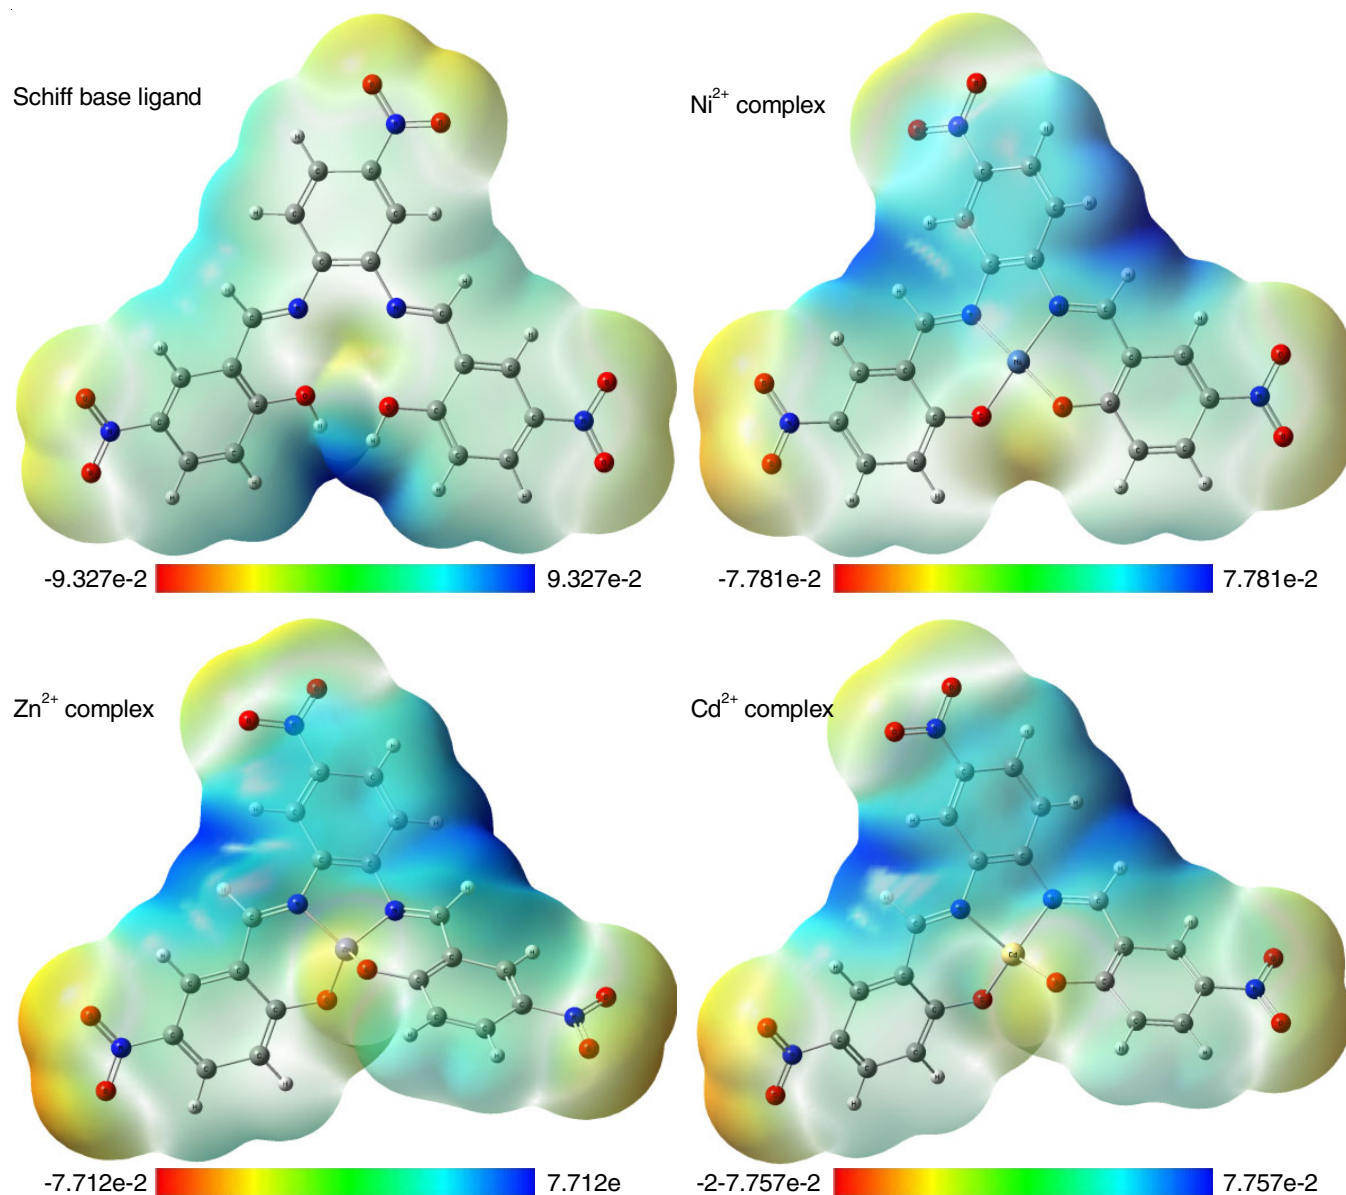 Schiff base ligand
Ni²⁺ complex
-9.327e-2 9.327e-2
-7.781e-2 7.781e-2
Zn²⁺ complex
Cd²⁺ complex
Cd
-7.712e-2 7.712e
-2-7.757e-2 7.757e-2